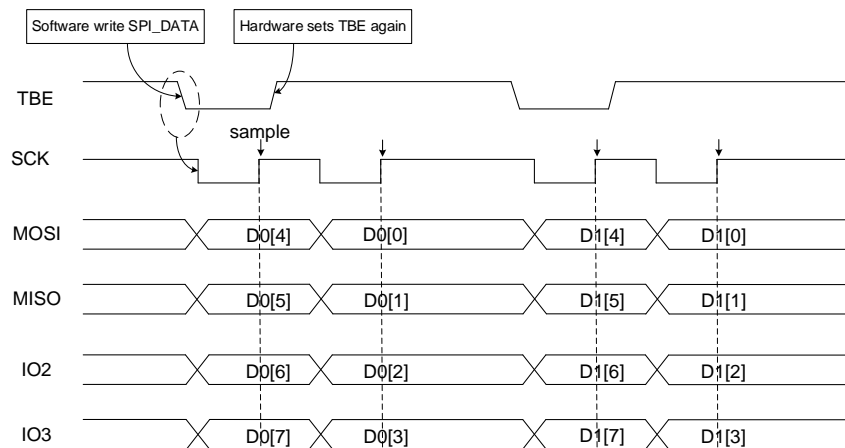 Software write SPI_DATA
Hardware sets TBE again
TBE
sample
SCK
MOSI D0[4] D0[0] D1[4] D1[0]
MISO D0[5] D0[1] D1[5] D1[1]
IO2 D0[6] D0[2] D1[6] D1[2]
IO3 D0[7] D0[3] D1[7] D1[3]